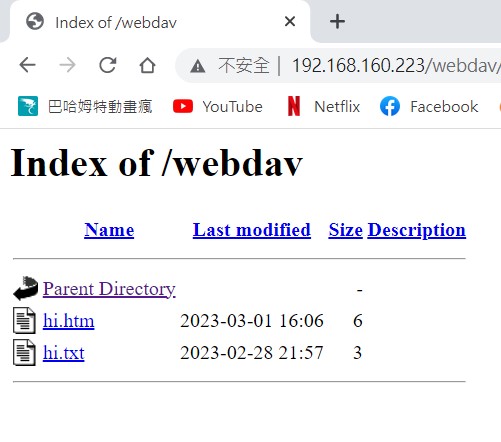 Index of /webdav
不安全 | 192.168.160.223/webdav/
巴哈姆特動畫瘋 YouTube Netflix Facebook
Index of /webdav
Name Last modified Size Description
Parent Directory -
hi.htm 2023-03-01 16:06 6
hi.txt 2023-02-28 21:57 3